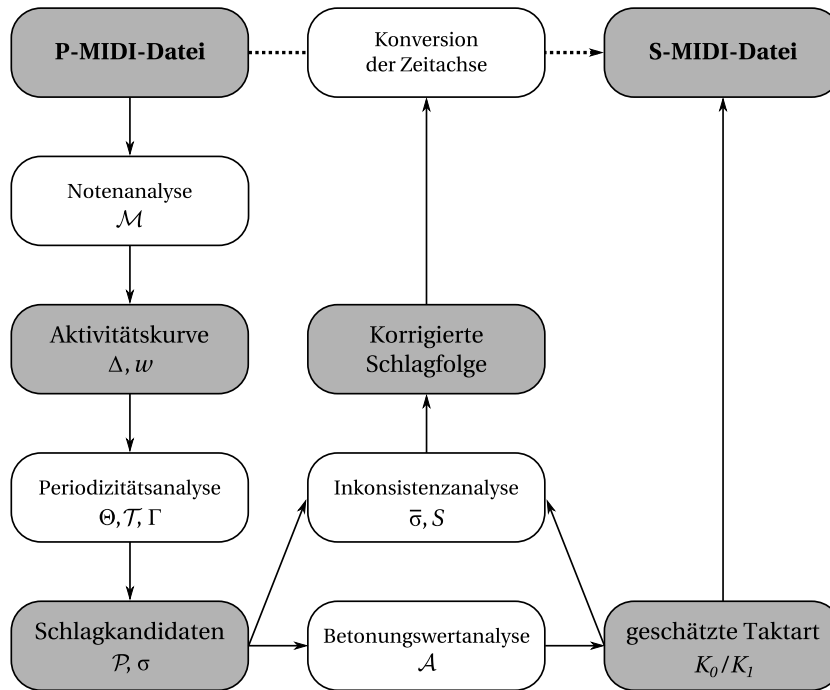 P-MIDI-Datei
Konversion
der Zeitachse
S-MIDI-Datei
Notenanalyse
ℳ
Aktivitätskurve
Δ, w
Korrigierte
Schlagfolge
Periodizitätsanalyse
Θ, 𝒯, Γ
Inkonsistenzanalyse
σ̄, S
Schlagkandidaten
𝒫, σ
Betonungswertanalyse
𝒜
geschätzte Taktart
K₀/K₁